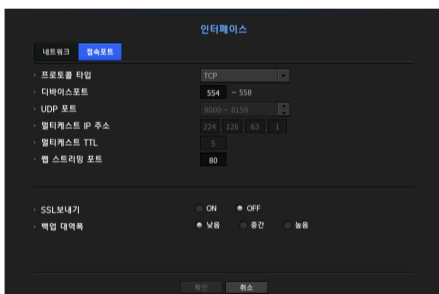 인터페이스
네트워크 접속포트
· 프로토콜 타입 TCP
· 디바이스포트 554 ~ 558
· UDP 포트 8000 ~ 8159
· 멀티캐스트 IP 주소 224 126 63 1
· 멀티캐스트 TTL 5
· 웹 스트리밍 포트 80
· SSL보내기 ON OFF
· 백업 대역폭 낮음 중간 높음
확인 취소